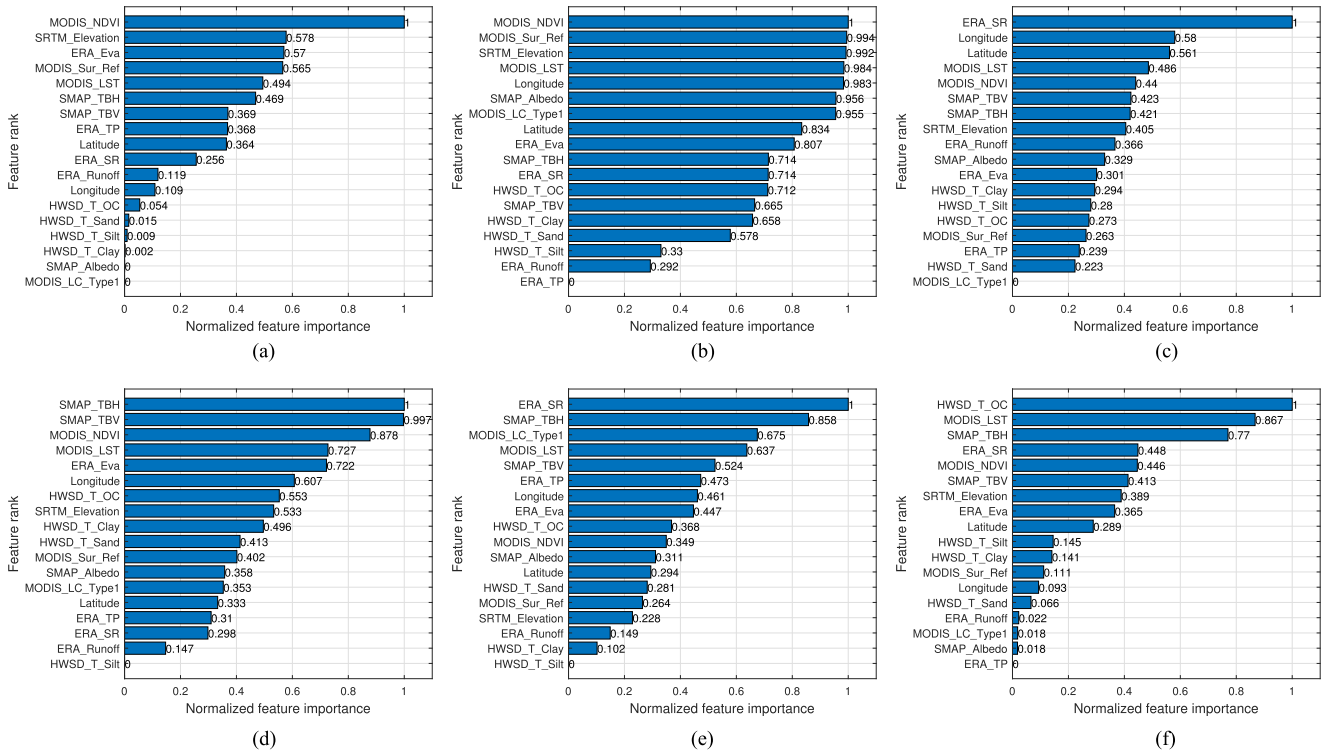 Feature rank
MODIS_NDVI 1
SRTM_Elevation 0.578
ERA_Eva 0.57
MODIS_Sur_Ref 0.565
MODIS_LST 0.494
SMAP_TBH 0.469
SMAP_TBV 0.369
ERA_TP 0.368
Latitude 0.364
ERA_SR 0.256
ERA_Runoff 0.119
Longitude 0.109
HWSD_T_OC 0.054
HWSD_T_Sand 0.015
HWSD_T_Silt 0.009
HWSD_T_Clay 0.002
SMAP_Albedo 0
MODIS_LC_Type1 0
0 0.2 0.4 0.6 0.8 1
Normalized feature importance
(a)
Feature rank
MODIS_NDVI 1
MODIS_Sur_Ref 0.994
SRTM_Elevation 0.992
MODIS_LST 0.984
Longitude 0.983
SMAP_Albedo 0.956
MODIS_LC_Type1 0.955
Latitude 0.834
ERA_Eva 0.807
SMAP_TBH 0.714
ERA_SR 0.714
HWSD_T_OC 0.712
SMAP_TBV 0.665
HWSD_T_Clay 0.658
HWSD_T_Sand 0.578
HWSD_T_Silt 0.33
ERA_Runoff 0.292
ERA_TP 0
0 0.2 0.4 0.6 0.8 1
Normalized feature importance
(b)
Feature rank
ERA_SR 1
Longitude 0.58
Latitude 0.561
MODIS_LST 0.486
MODIS_NDVI 0.44
SMAP_TBV 0.423
SMAP_TBH 0.421
SRTM_Elevation 0.405
ERA_Runoff 0.366
SMAP_Albedo 0.329
ERA_Eva 0.301
HWSD_T_Clay 0.294
HWSD_T_Silt 0.28
HWSD_T_OC 0.273
MODIS_Sur_Ref 0.263
ERA_TP 0.239
HWSD_T_Sand 0.223
MODIS_LC_Type1 0
0 0.2 0.4 0.6 0.8 1
Normalized feature importance
(c)
Feature rank
SMAP_TBH 1
SMAP_TBV 0.997
MODIS_NDVI 0.878
MODIS_LST 0.727
ERA_Eva 0.722
Longitude 0.607
HWSD_T_OC 0.553
SRTM_Elevation 0.533
HWSD_T_Clay 0.496
HWSD_T_Sand 0.413
MODIS_Sur_Ref 0.402
SMAP_Albedo 0.358
MODIS_LC_Type1 0.353
Latitude 0.333
ERA_TP 0.31
ERA_SR 0.298
ERA_Runoff 0.147
HWSD_T_Silt 0
0 0.2 0.4 0.6 0.8 1
Normalized feature importance
(d)
Feature rank
ERA_SR 1
SMAP_TBH 0.858
MODIS_LC_Type1 0.675
MODIS_LST 0.637
SMAP_TBV 0.524
ERA_TP 0.473
Longitude 0.461
ERA_Eva 0.447
HWSD_T_OC 0.368
MODIS_NDVI 0.349
SMAP_Albedo 0.311
Latitude 0.294
HWSD_T_Sand 0.281
MODIS_Sur_Ref 0.264
SRTM_Elevation 0.228
ERA_Runoff 0.149
HWSD_T_Clay 0.102
HWSD_T_Silt 0
0 0.2 0.4 0.6 0.8 1
Normalized feature importance
(e)
Feature rank
HWSD_T_OC 1
MODIS_LST 0.867
SMAP_TBH 0.77
ERA_SR 0.448
MODIS_NDVI 0.446
SMAP_TBV 0.413
SRTM_Elevation 0.389
ERA_Eva 0.365
Latitude 0.289
HWSD_T_Silt 0.145
HWSD_T_Clay 0.141
MODIS_Sur_Ref 0.111
Longitude 0.093
HWSD_T_Sand 0.066
ERA_Runoff 0.022
MODIS_LC_Type1 0.018
SMAP_Albedo 0.018
ERA_TP 0
0 0.2 0.4 0.6 0.8 1
Normalized feature importance
(f)